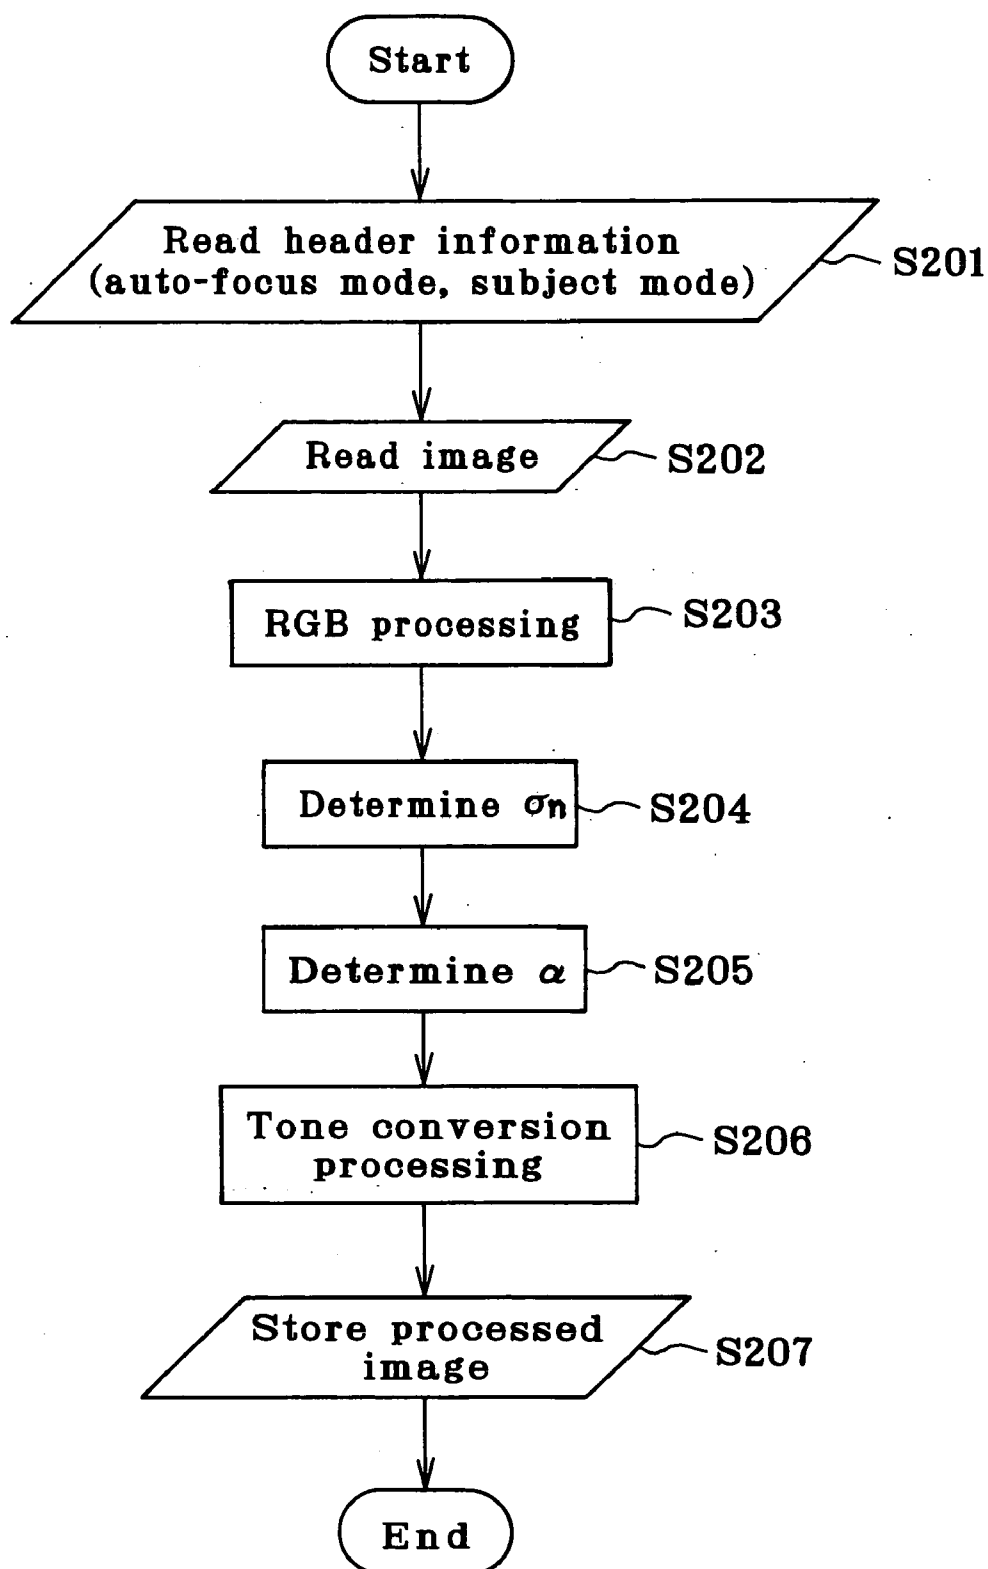 Start
Read header information
(auto-focus mode, subject mode)
S201
Read image
S202
RGB processing
S203
Determine σn
S204
Determine α
S205
Tone conversion
processing
S206
Store processed
image
S207
End